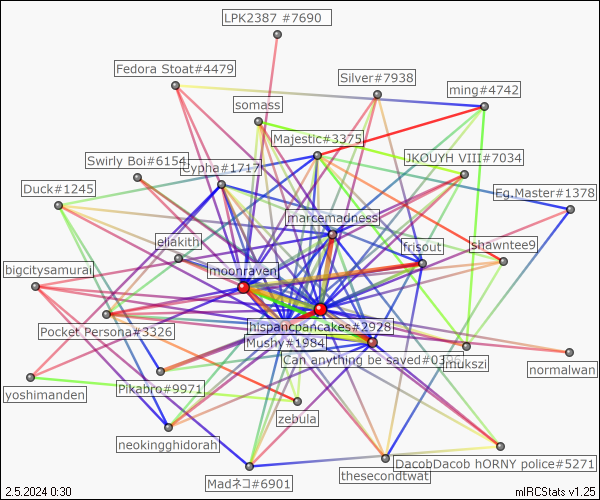 LPK2387 #7690
Fedora Stoat#4479
Silver#7938
ming#4742
somass
Majestic#3375
Swirly Boi#6154
Cypha#1717
JKOUYH VIII#7034
Duck#1245
Eg.Master#1378
marcemadness
eliakith
frisout
shawntee9
bigcitysamurai
moonraven
Pocket Persona#3326
hispancpancakes#2928
Mushy#1984
Can anything be saved#03
mukszi
normalwan
yoshimanden
Pikabro#9971
zebula
neokingghidorah
Madネコ#6901
thesecondtwat
DacobDacob hORNY police#5271
2.5.2024 0:30
mIRCStats v1.25